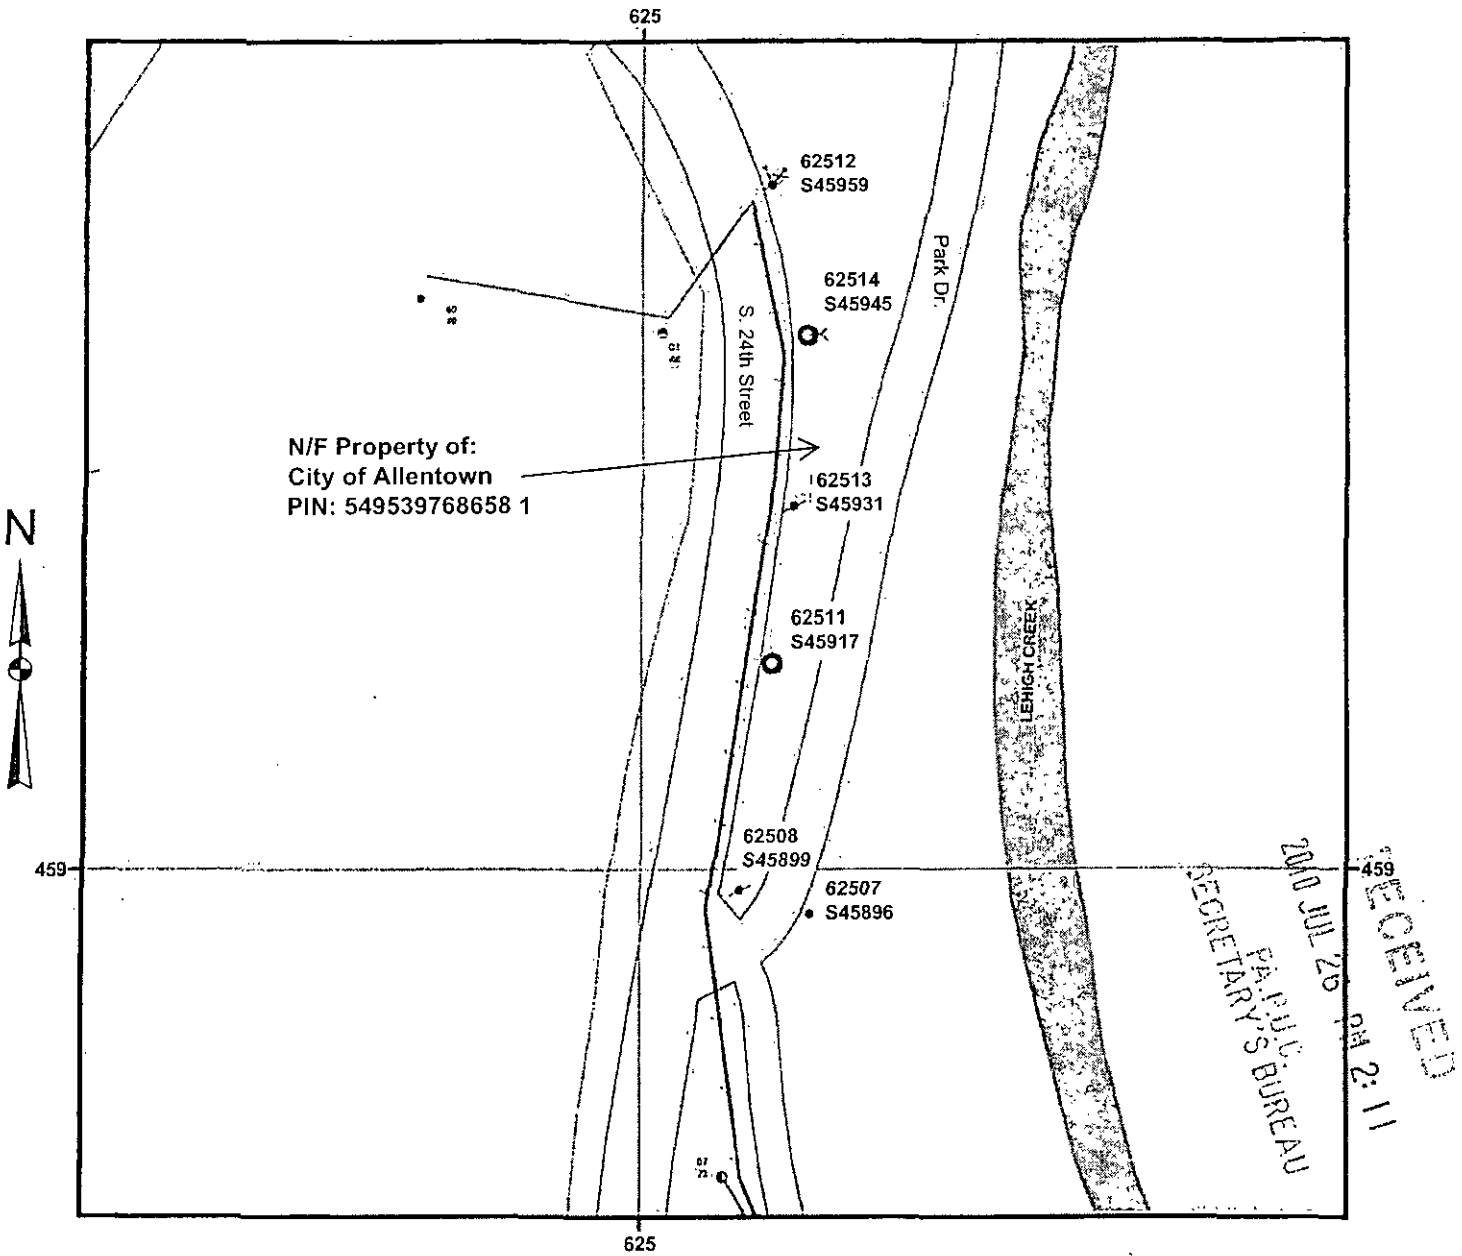 625
62512
S45959
Park Dr.
62514
S45945
S. 24th Street
N/F Property of:
City of Allentown
PIN: 549539768658 1
62513
S45931
N
62511
S45917
LEHIGH CREEK
62508
S45899
459
459
62507
S45896
RECEIVED
2010 JUL 26 PM 2:11
PA.P.U.C.
SECRETARY'S BUREAU
625